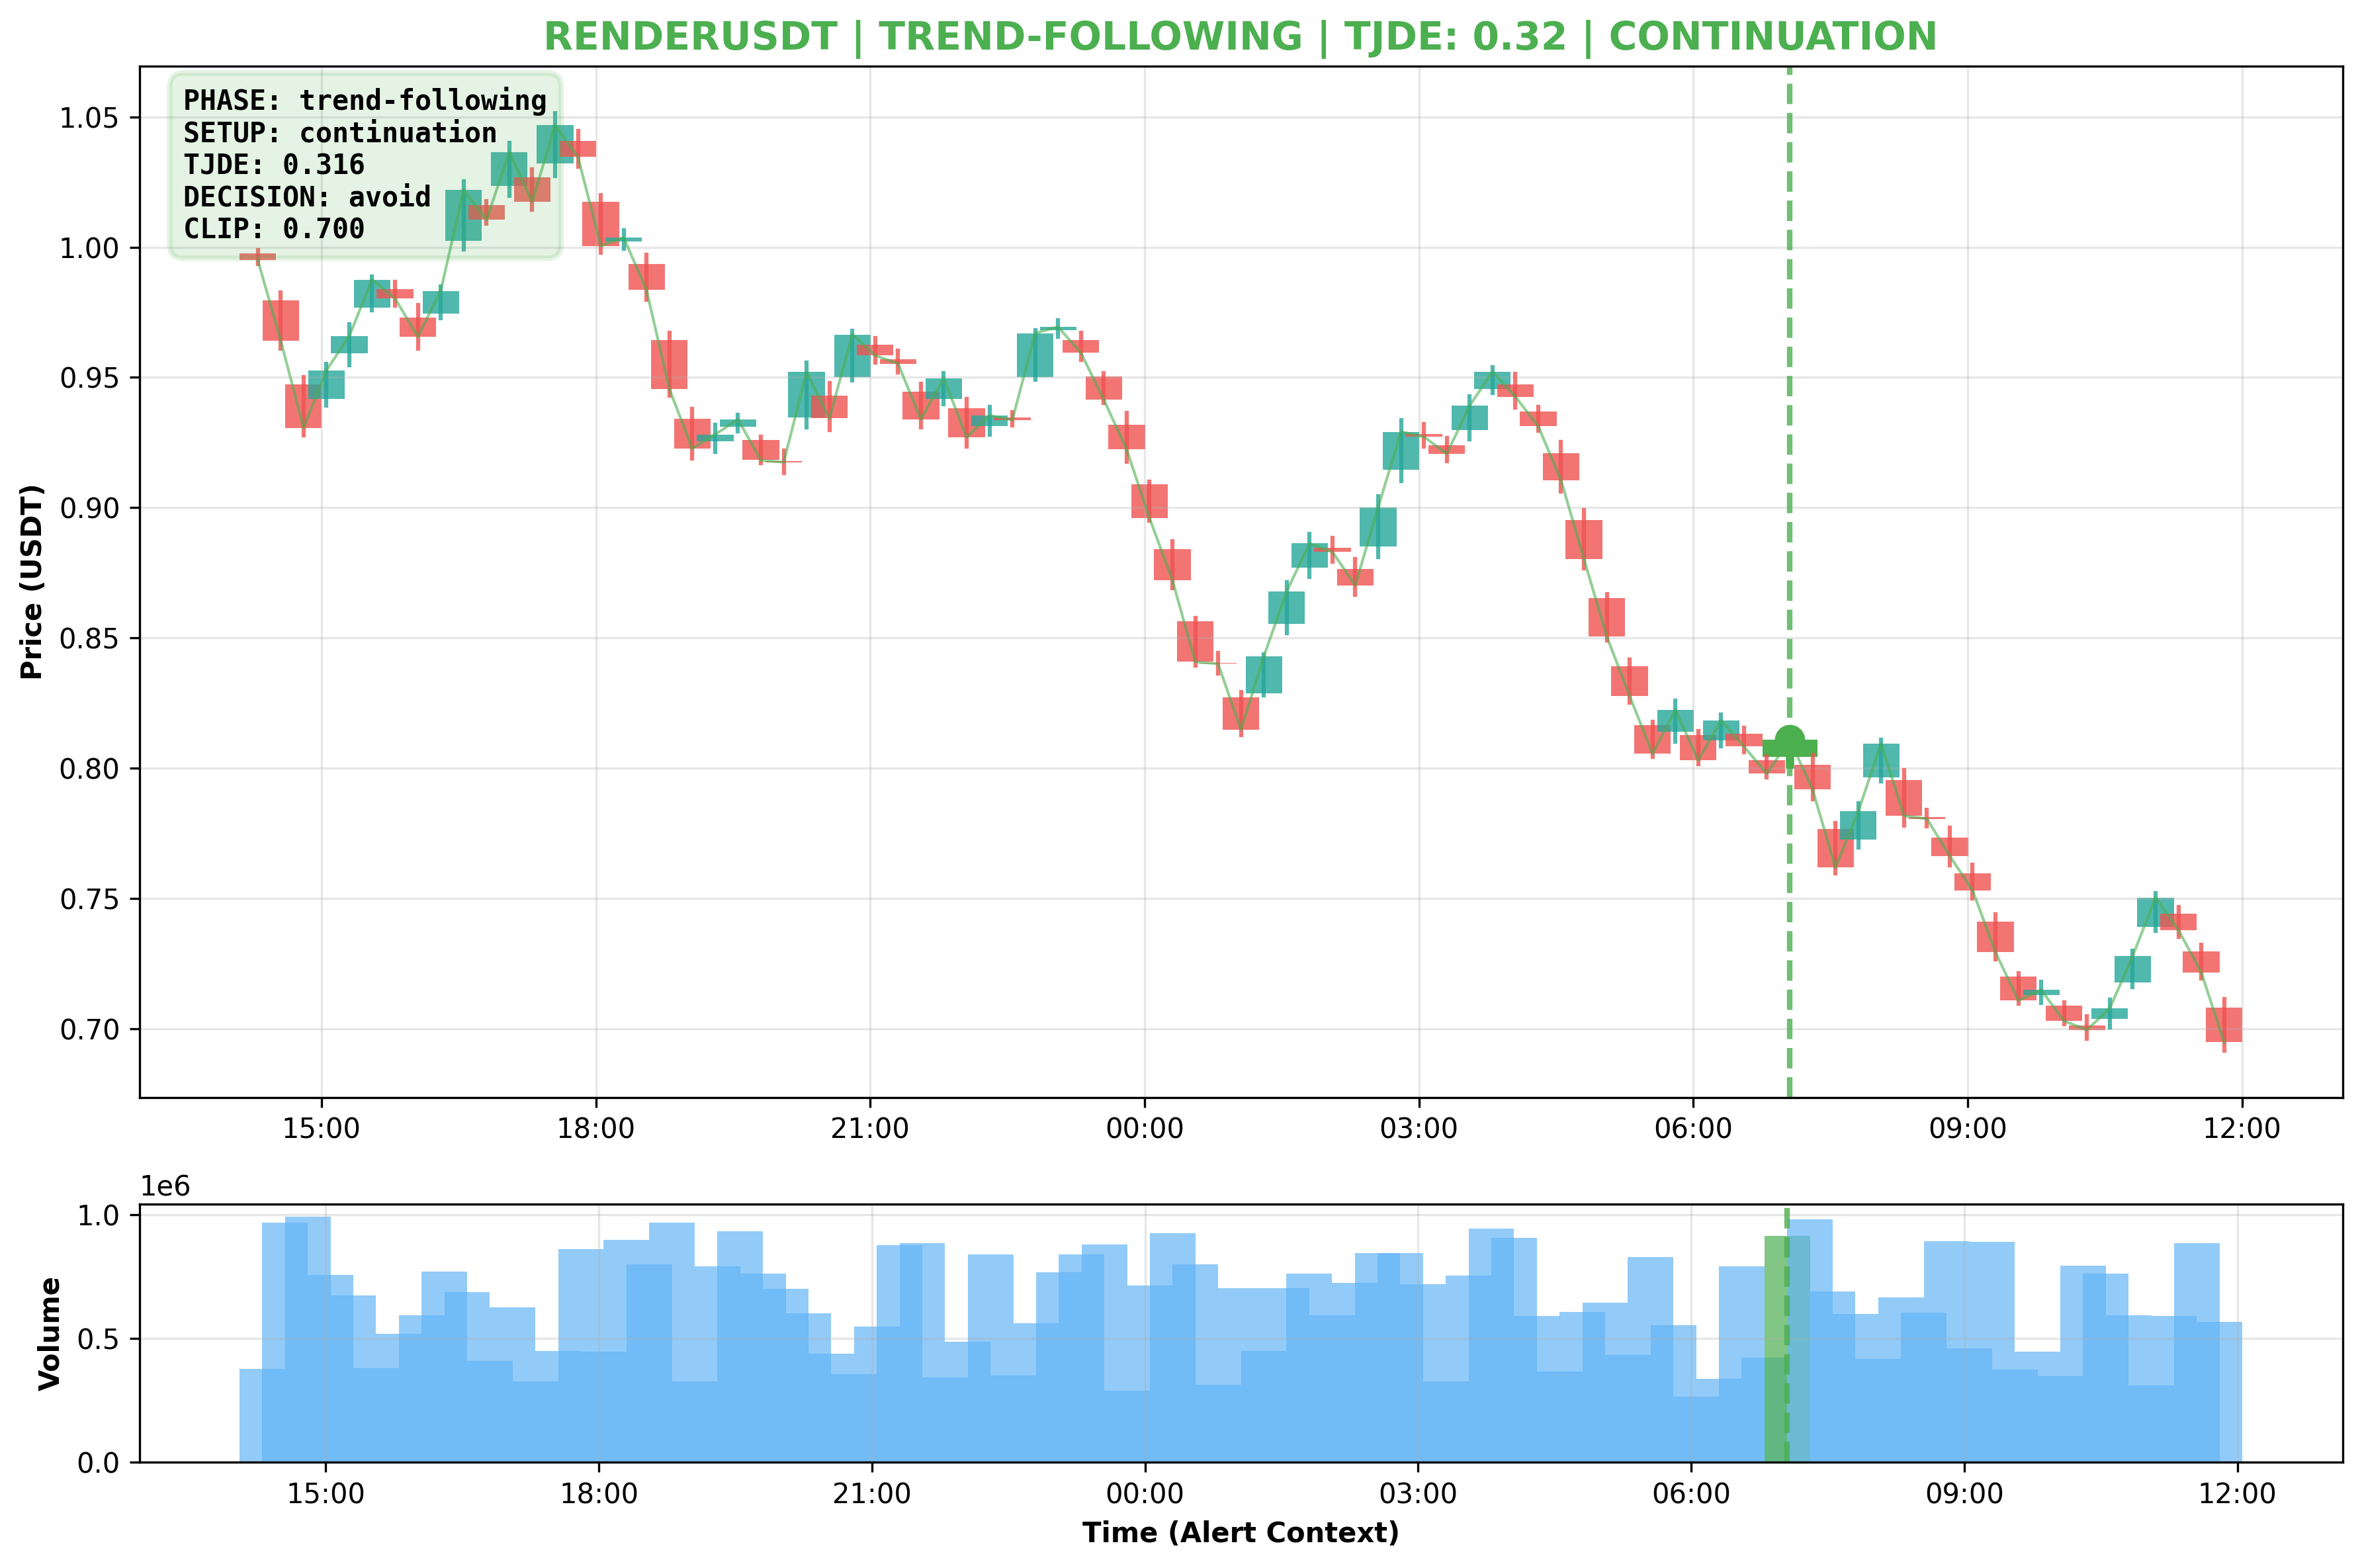 RENDERUSDT | TREND-FOLLOWING | TJDE: 0.32 | CONTINUATION
PHASE: trend-following
SETUP: continuation
TJDE: 0.316
DECISION: avoid
CLIP: 0.700
Price (USDT)
1.05
1.00
0.95
0.90
0.85
0.80
0.75
0.70
15:00 18:00 21:00 00:00 03:00 06:00 09:00 12:00
1e6
Volume
1.0
0.5
0.0
15:00 18:00 21:00 00:00 03:00 06:00 09:00 12:00
Time (Alert Context)